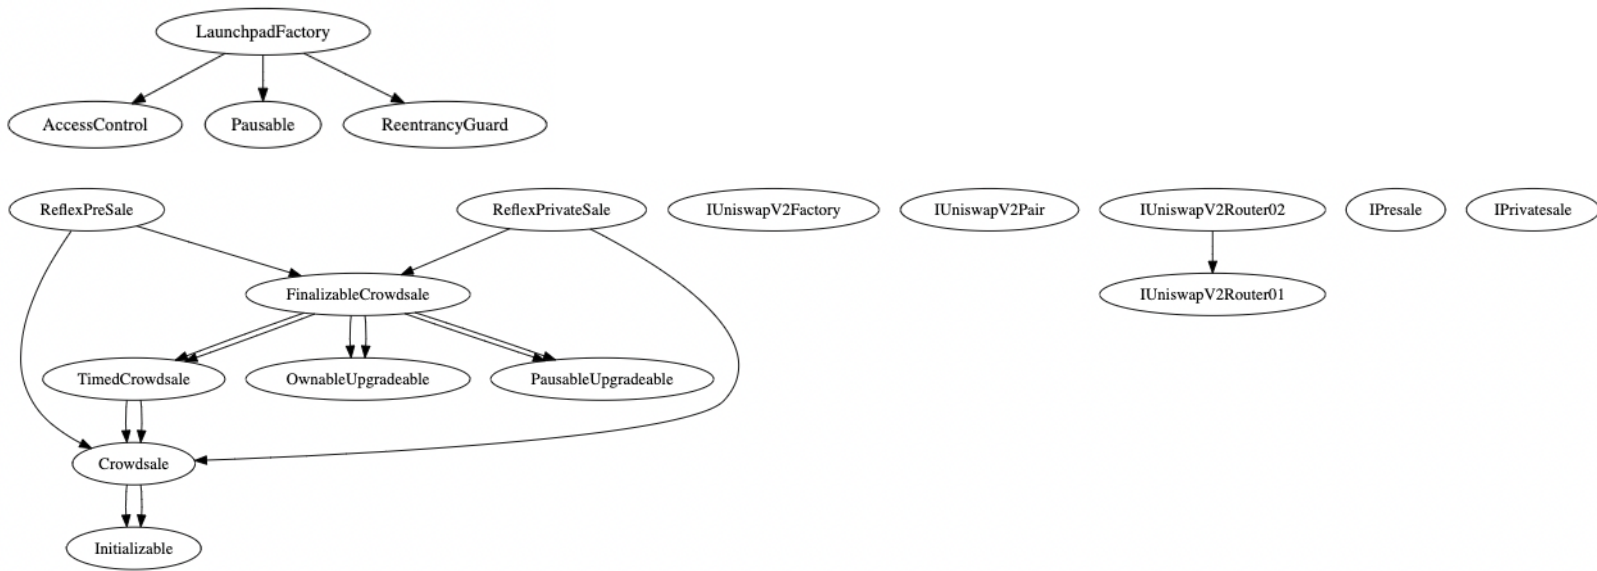 LaunchpadFactory
AccessControl
Pausable
ReentrancyGuard
ReflexPreSale
ReflexPrivateSale
IUniswapV2Factory
IUniswapV2Pair
IUniswapV2Router02
IPresale
IPrivatesale
FinalizableCrowdsale
IUniswapV2Router01
TimedCrowdsale
OwnableUpgradeable
PausableUpgradeable
Crowdsale
Initializable